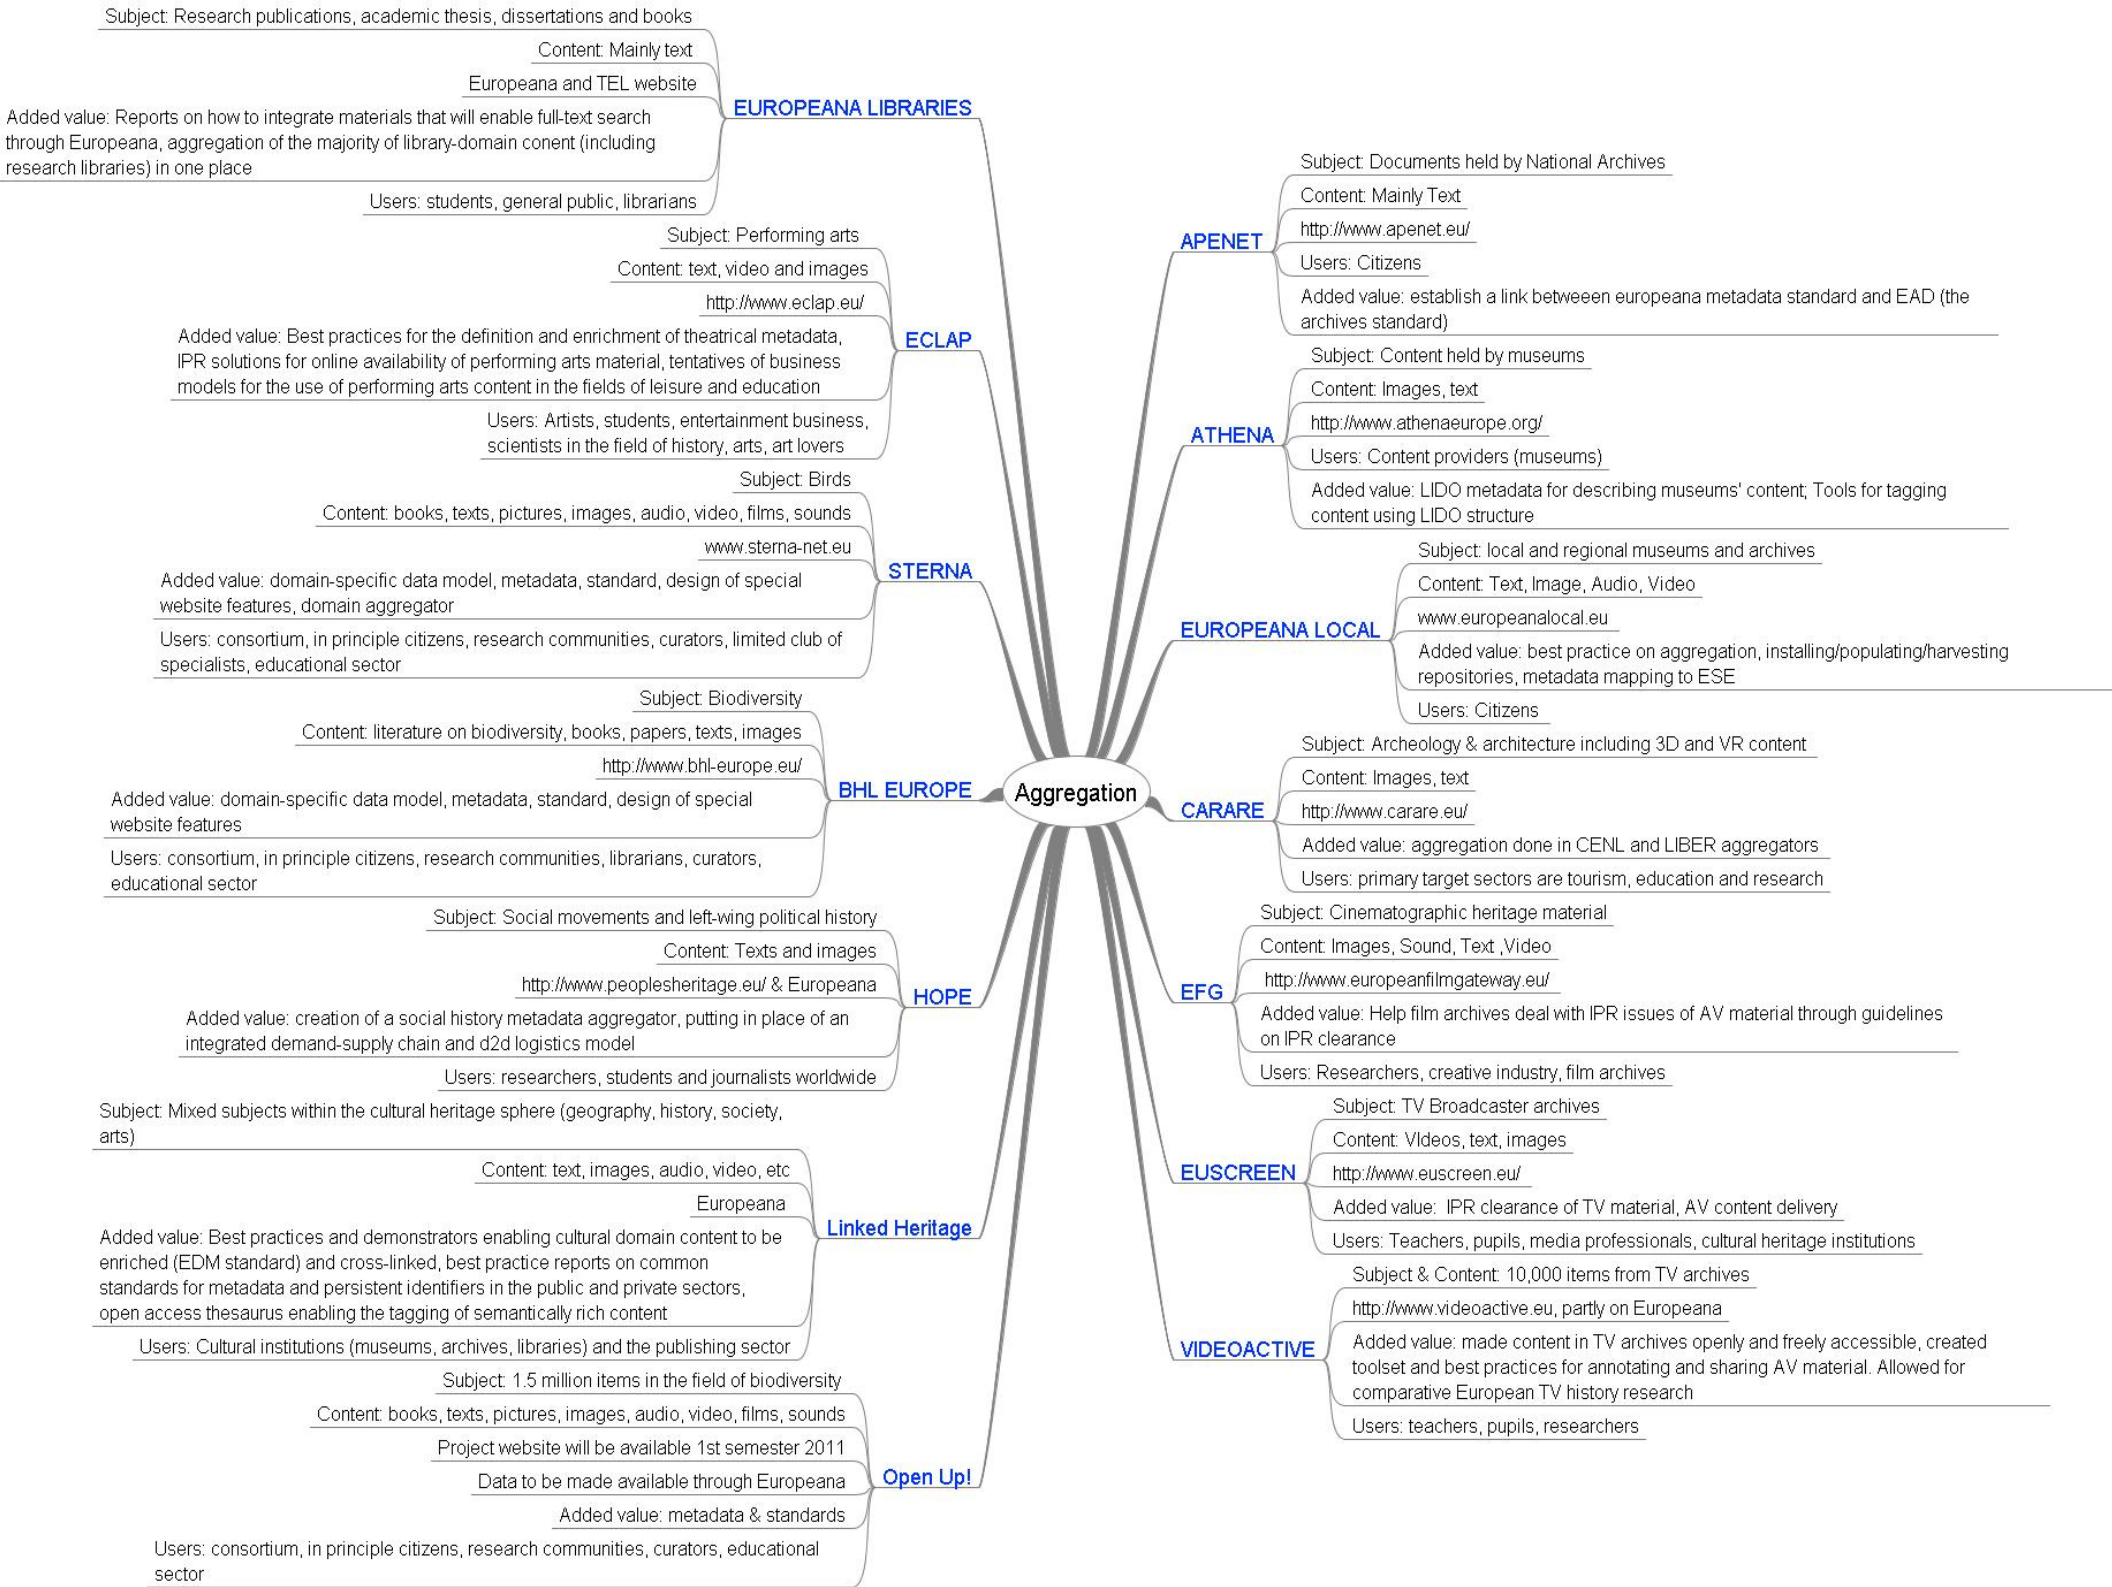 Subject: Research publications, academic thesis, dissertations and books
Content: Mainly text
Europeana and TEL website
EUROPEANA LIBRARIES
Added value: Reports on how to integrate materials that will enable full-text search
through Europeana, aggregation of the majority of library-domain conent (including
research libraries) in one place
Users: students, general public, librarians
Subject: Performing arts
Content: text, video and images
http://www.eclap.eu/
Added value: Best practices for the definition and enrichment of theatrical metadata,
IPR solutions for online availability of performing arts material, tentatives of business
models for the use of performing arts content in the fields of leisure and education
ECLAP
Users: Artists, students, entertainment business,
scientists in the field of history, arts, art lovers
Subject: Birds
Content: books, texts, pictures, images, audio, video, films, sounds
www.sterna-net.eu
STERNA
Added value: domain-specific data model, metadata, standard, design of special
website features, domain aggregator
Users: consortium, in principle citizens, research communities, curators, limited club of
specialists, educational sector
Subject: Biodiversity
Content: literature on biodiversity, books, papers, texts, images
http://www.bhl-europe.eu/
BHL EUROPE
Added value: domain-specific data model, metadata, standard, design of special
website features
Users: consortium, in principle citizens, research communities, librarians, curators,
educational sector
Subject: Social movements and left-wing political history
Content: Texts and images
http://www.peoplesheritage.eu/ & Europeana
HOPE
Added value: creation of a social history metadata aggregator, putting in place of an
integrated demand-supply chain and d2d logistics model
Users: researchers, students and journalists worldwide
Subject: Mixed subjects within the cultural heritage sphere (geography, history, society,
arts)
Content: text, images, audio, video, etc
Europeana
Linked Heritage
Added value: Best practices and demonstrators enabling cultural domain content to be
enriched (EDM standard) and cross-linked, best practice reports on common
standards for metadata and persistent identifiers in the public and private sectors,
open access thesaurus enabling the tagging of semantically rich content
Users: Cultural institutions (museums, archives, libraries) and the publishing sector
Subject: 1.5 million items in the field of biodiversity
Content: books, texts, pictures, images, audio, video, films, sounds
Project website will be available 1st semester 2011
Data to be made available through Europeana
Open Up!
Added value: metadata & standards
Users: consortium, in principle citizens, research communities, curators, educational
sector
Aggregation
Subject: Documents held by National Archives
Content: Mainly Text
http://www.apenet.eu/
APENET
Users: Citizens
Added value: establish a link betweeen europeana metadata standard and EAD (the
archives standard)
Subject: Content held by museums
Content: Images, text
http://www.athenaeurope.org/
ATHENA
Users: Content providers (museums)
Added value: LIDO metadata for describing museums' content; Tools for tagging
content using LIDO structure
Subject: local and regional museums and archives
Content: Text, Image, Audio, Video
www.europeanalocal.eu
EUROPEANA LOCAL
Added value: best practice on aggregation, installing/populating/harvesting
repositories, metadata mapping to ESE
Users: Citizens
Subject: Archeology & architecture including 3D and VR content
Content: Images, text
http://www.carare.eu/
CARARE
Added value: aggregation done in CENL and LIBER aggregators
Users: primary target sectors are tourism, education and research
Subject: Cinematographic heritage material
Content: Images, Sound, Text ,Video
http://www.europeanfilmgateway.eu/
EFG
Added value: Help film archives deal with IPR issues of AV material through guidelines
on IPR clearance
Users: Researchers, creative industry, film archives
Subject: TV Broadcaster archives
Content: VIdeos, text, images
http://www.euscreen.eu/
EUSCREEN
Added value: IPR clearance of TV material, AV content delivery
Users: Teachers, pupils, media professionals, cultural heritage institutions
Subject & Content: 10,000 items from TV archives
http://www.videoactive.eu, partly on Europeana
VIDEOACTIVE
Added value: made content in TV archives openly and freely accessible, created
toolset and best practices for annotating and sharing AV material. Allowed for
comparative European TV history research
Users: teachers, pupils, researchers